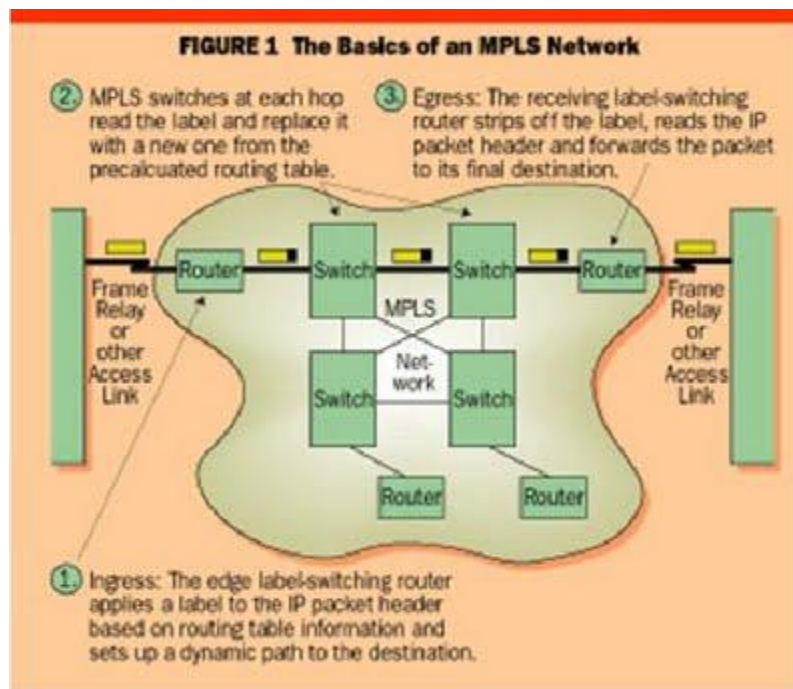 FIGURE 1 The Basics of an MPLS Network
2. MPLS switches at each hop
read the label and replace it
with a new one from the
precalcuated routing table.
3. Egress: The receiving label-switching
router strips off the label, reads the IP
packet header and forwards the packet
to its final destination.
Router
Switch
Switch
Router
Frame
Relay
or
other
Access
Link
MPLS
Net-
work
Frame
Relay
or
other
Access
Link
Switch
Switch
Router
Router
1. Ingress: The edge label-switching router
applies a label to the IP packet header
based on routing table information and
sets up a dynamic path to the destination.